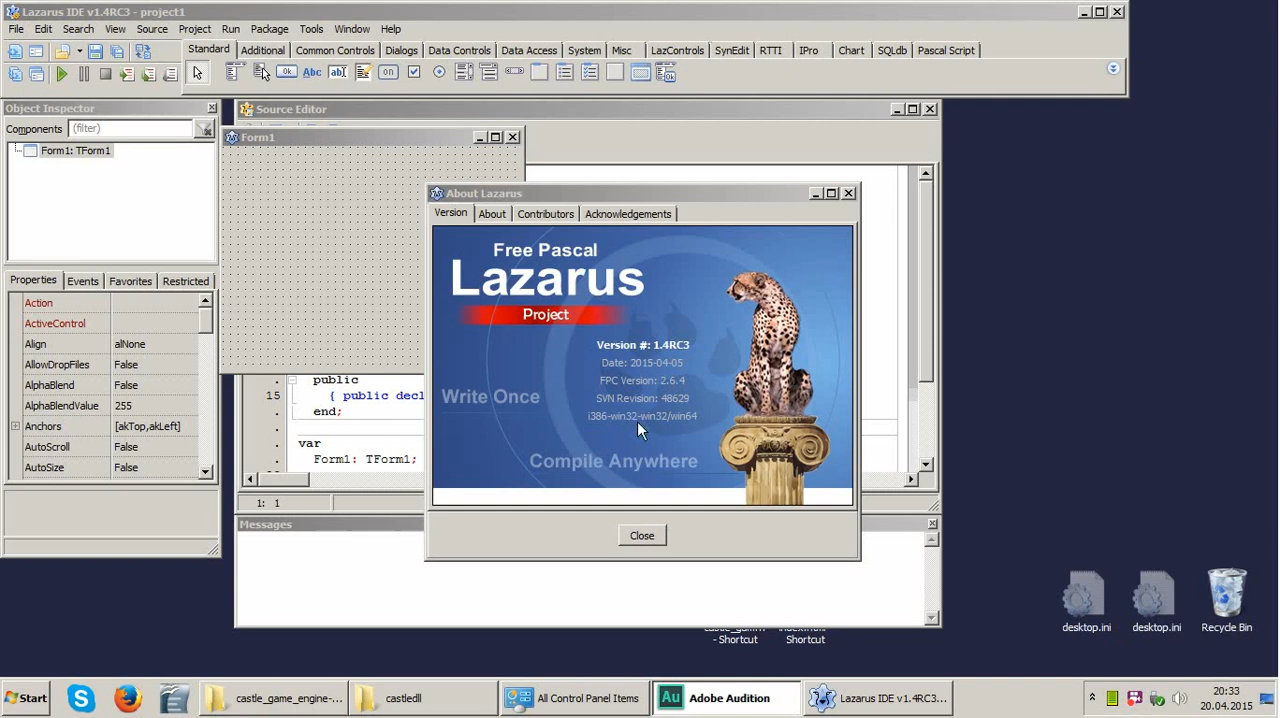 Lazarus IDE v1.4RC3 - project1
File Edit Search View Source Project Run Package Tools Window Help
Standard Additional Common Controls Dialogs Data Controls Data Access System Misc LazControls SynEdit RTTI IPro Chart SQLdb Pascal Script
Ok Abc ab on Ok
Object Inspector
Components (filter)
Form1: TForm1
Properties Events Favorites Restricted
Action
ActiveControl
Align alNone
AllowDropFiles False
AlphaBlend False
AlphaBlendValue 255
Anchors [akTop,akLeft]
AutoScroll False
AutoSize False
Source Editor
Form1
public
15 { public decl
end;
var
Form1: TForm1;
1: 1
Messages
About Lazarus
Version About Contributors Acknowledgements
Free Pascal
Lazarus
Project
Version #: 1.4RC3
Date: 2015-04-05
FPC Version: 2.6.4
SVN Revision: 48629
i386-win32-win32/win64
Write Once
Compile Anywhere
Close
- Shortcut
Shortcut
desktop.ini
desktop.ini
Recycle Bin
Start
castle_game_engine-...
castledll
All Control Panel Items
Au Adobe Audition
Lazarus IDE v1.4RC3...
20:33
20.04.2015